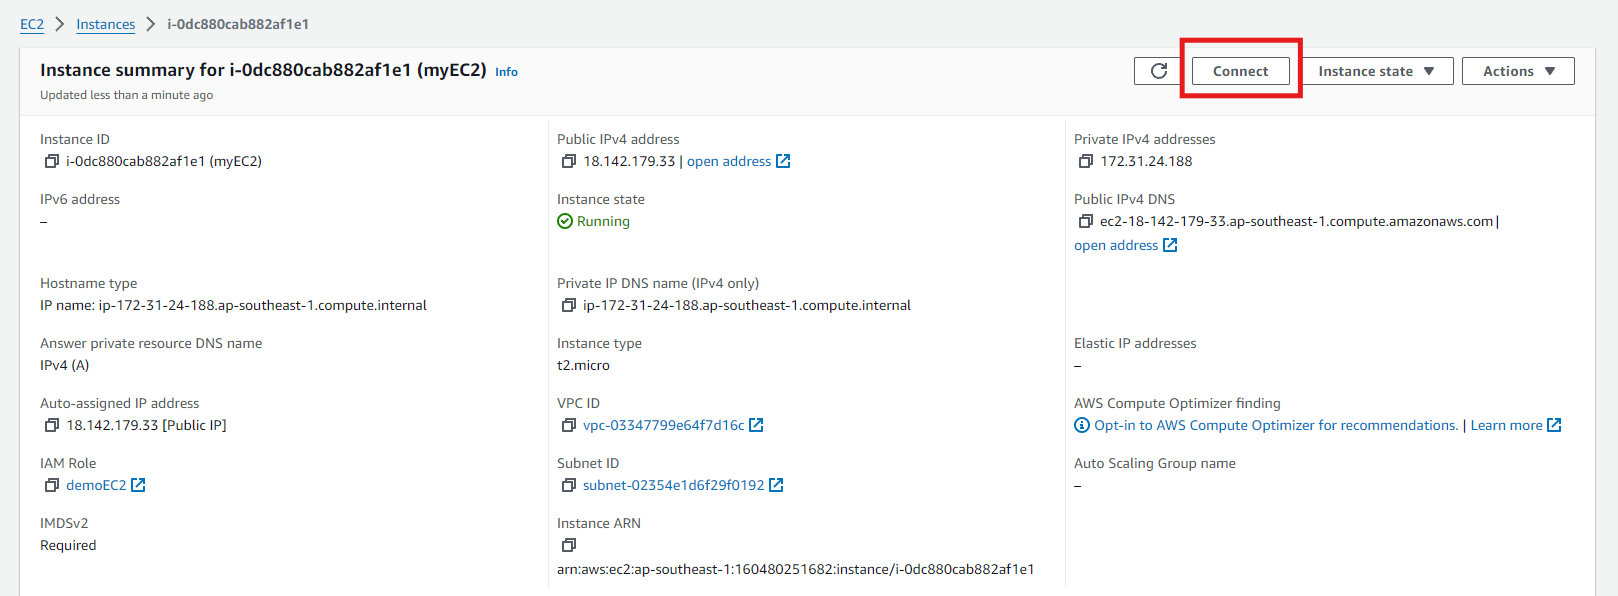 EC2 > Instances > i-0dc880cab882af1e1
Instance summary for i-0dc880cab882af1e1 (myEC2) Info
Updated less than a minute ago
Connect
Instance state
Actions
Instance ID
i-0dc880cab882af1e1 (myEC2)
Public IPv4 address
18.142.179.33 | open address
Private IPv4 addresses
172.31.24.188
IPv6 address
–
Instance state
Running
Public IPv4 DNS
ec2-18-142-179-33.ap-southeast-1.compute.amazonaws.com |
open address
Hostname type
IP name: ip-172-31-24-188.ap-southeast-1.compute.internal
Private IP DNS name (IPv4 only)
ip-172-31-24-188.ap-southeast-1.compute.internal
Answer private resource DNS name
IPv4 (A)
Instance type
t2.micro
Elastic IP addresses
–
Auto-assigned IP address
18.142.179.33 [Public IP]
VPC ID
vpc-03347799e64f7d16c
AWS Compute Optimizer finding
Opt-in to AWS Compute Optimizer for recommendations. | Learn more
IAM Role
demoEC2
Subnet ID
subnet-02354e1d6f29f0192
Auto Scaling Group name
–
IMDSv2
Required
Instance ARN
arn:aws:ec2:ap-southeast-1:160480251682:instance/i-0dc880cab882af1e1